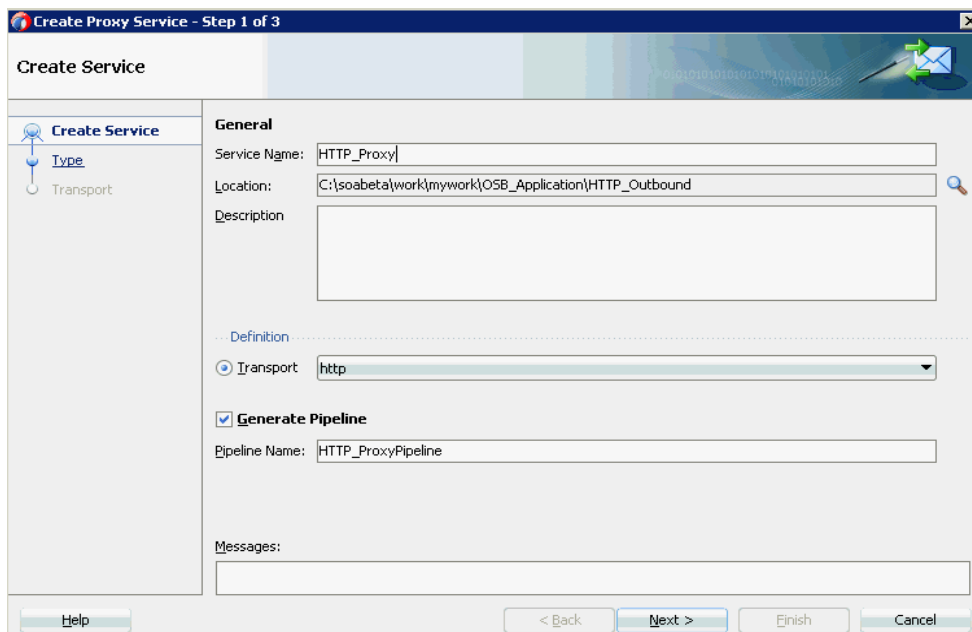 Create Proxy Service - Step 1 of 3
Create Service
Create Service
Type
Transport
General
Service Name: HTTP_Proxy
Location: C:\soabeta\work\mywork\OSB_Application\HTTP_Outbound
Description
Definition
Transport http
Generate Pipeline
Pipeline Name: HTTP_ProxyPipeline
Messages:
Help < Back Next > Finish Cancel